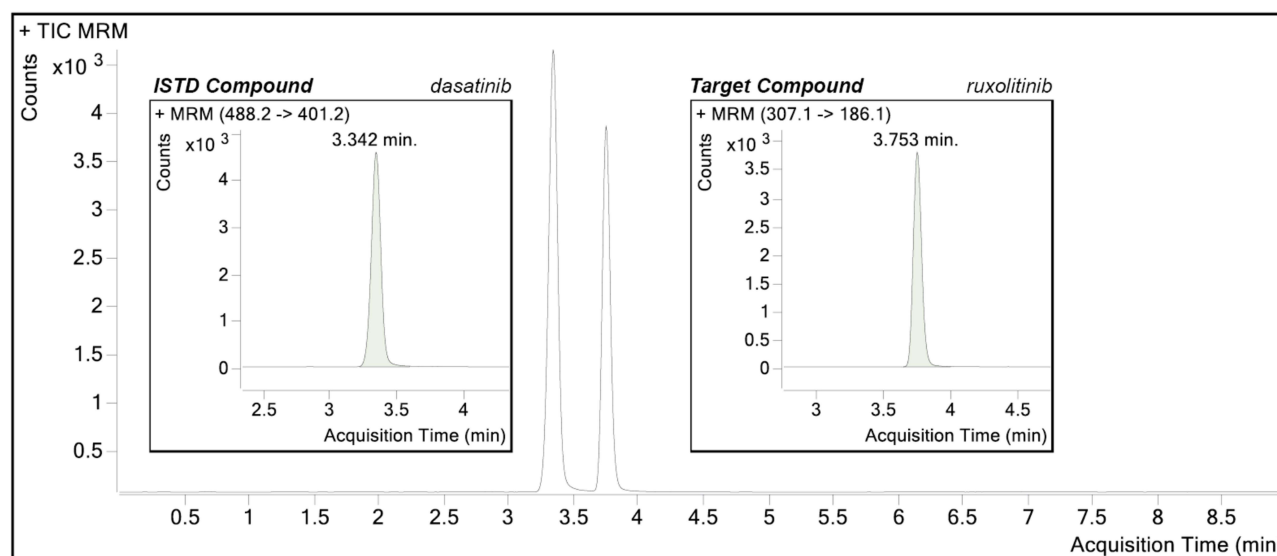 + TIC MRM
Counts
x10 3
4
3.5
3
2.5
2
1.5
1
0.5
ISTD Compound dasatinib
+ MRM (488.2 -> 401.2)
Counts
x10 3
3.342 min.
4
3
2
1
0
2.5 3 3.5 4
Acquisition Time (min)
Target Compound ruxolitinib
+ MRM (307.1 -> 186.1)
Counts
x10 3
3.753 min.
3.5
3
2.5
2
1.5
1
0.5
0
3 3.5 4 4.5
Acquisition Time (min)
0.5 1 1.5 2 2.5 3 3.5 4 4.5 5 5.5 6 6.5 7 7.5 8 8.5
Acquisition Time (min